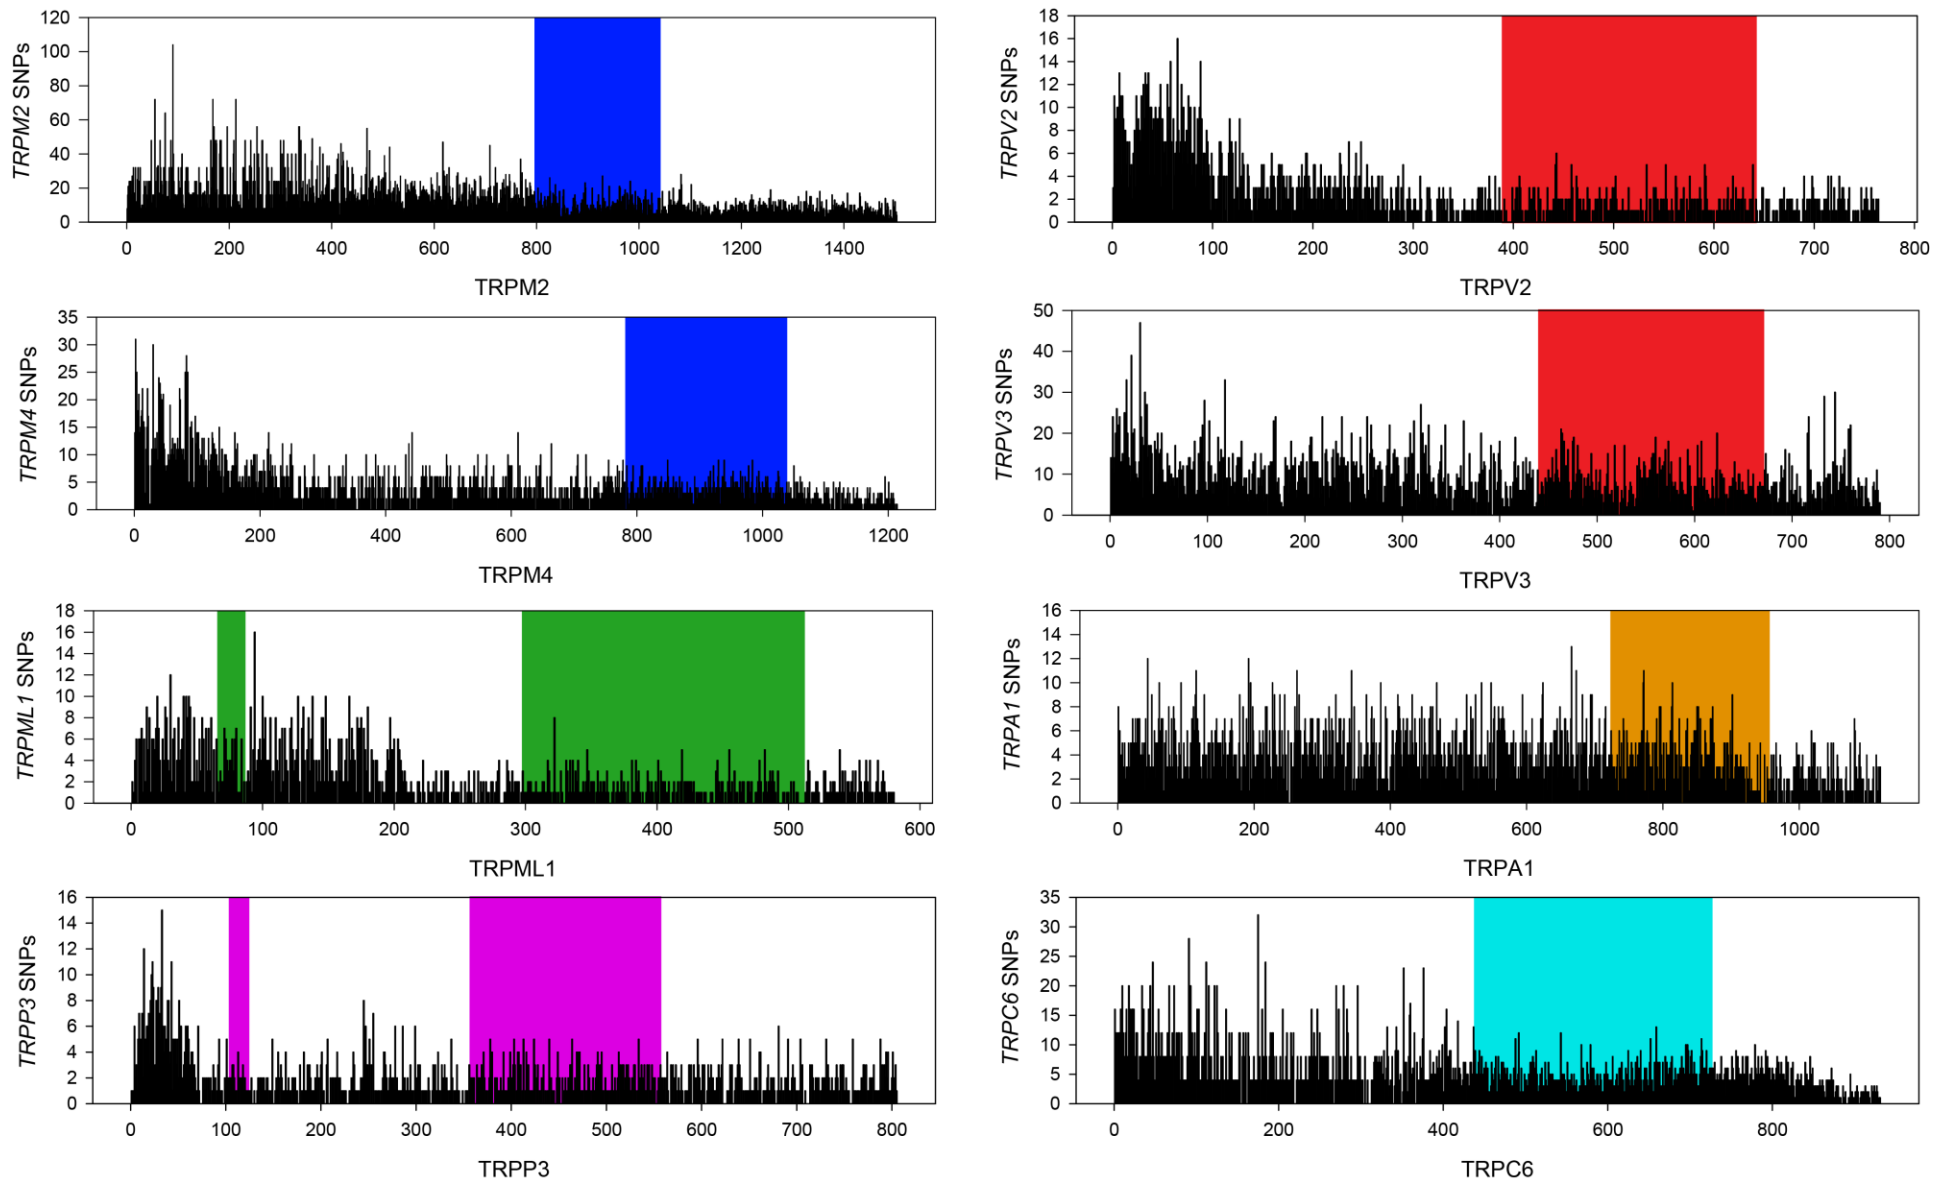 TRPM2 SNPs
120
100
80
60
40
20
0
0 200 400 600 800 1000 1200 1400
TRPM2
TRPV2 SNPs
18
16
14
12
10
8
6
4
2
0
0 100 200 300 400 500 600 700 800
TRPV2
TRPM4 SNPs
35
30
25
20
15
10
5
0
0 200 400 600 800 1000 1200
TRPM4
TRPV3 SNPs
50
40
30
20
10
0
0 100 200 300 400 500 600 700 800
TRPV3
TRPML1 SNPs
18
16
14
12
10
8
6
4
2
0
0 100 200 300 400 500 600
TRPML1
TRPA1 SNPs
16
14
12
10
8
6
4
2
0
0 200 400 600 800 1000
TRPA1
TRPP3 SNPs
16
14
12
10
8
6
4
2
0
0 100 200 300 400 500 600 700 800
TRPP3
TRPC6 SNPs
35
30
25
20
15
10
5
0
0 200 400 600 800
TRPC6